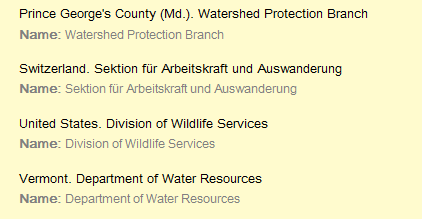 Prince George's County (Md.). Watershed Protection Branch
Name: Watershed Protection Branch
Switzerland. Sektion für Arbeitskraft und Auswanderung
Name: Sektion für Arbeitskraft und Auswanderung
United States. Division of Wildlife Services
Name: Division of Wildlife Services
Vermont. Department of Water Resources
Name: Department of Water Resources